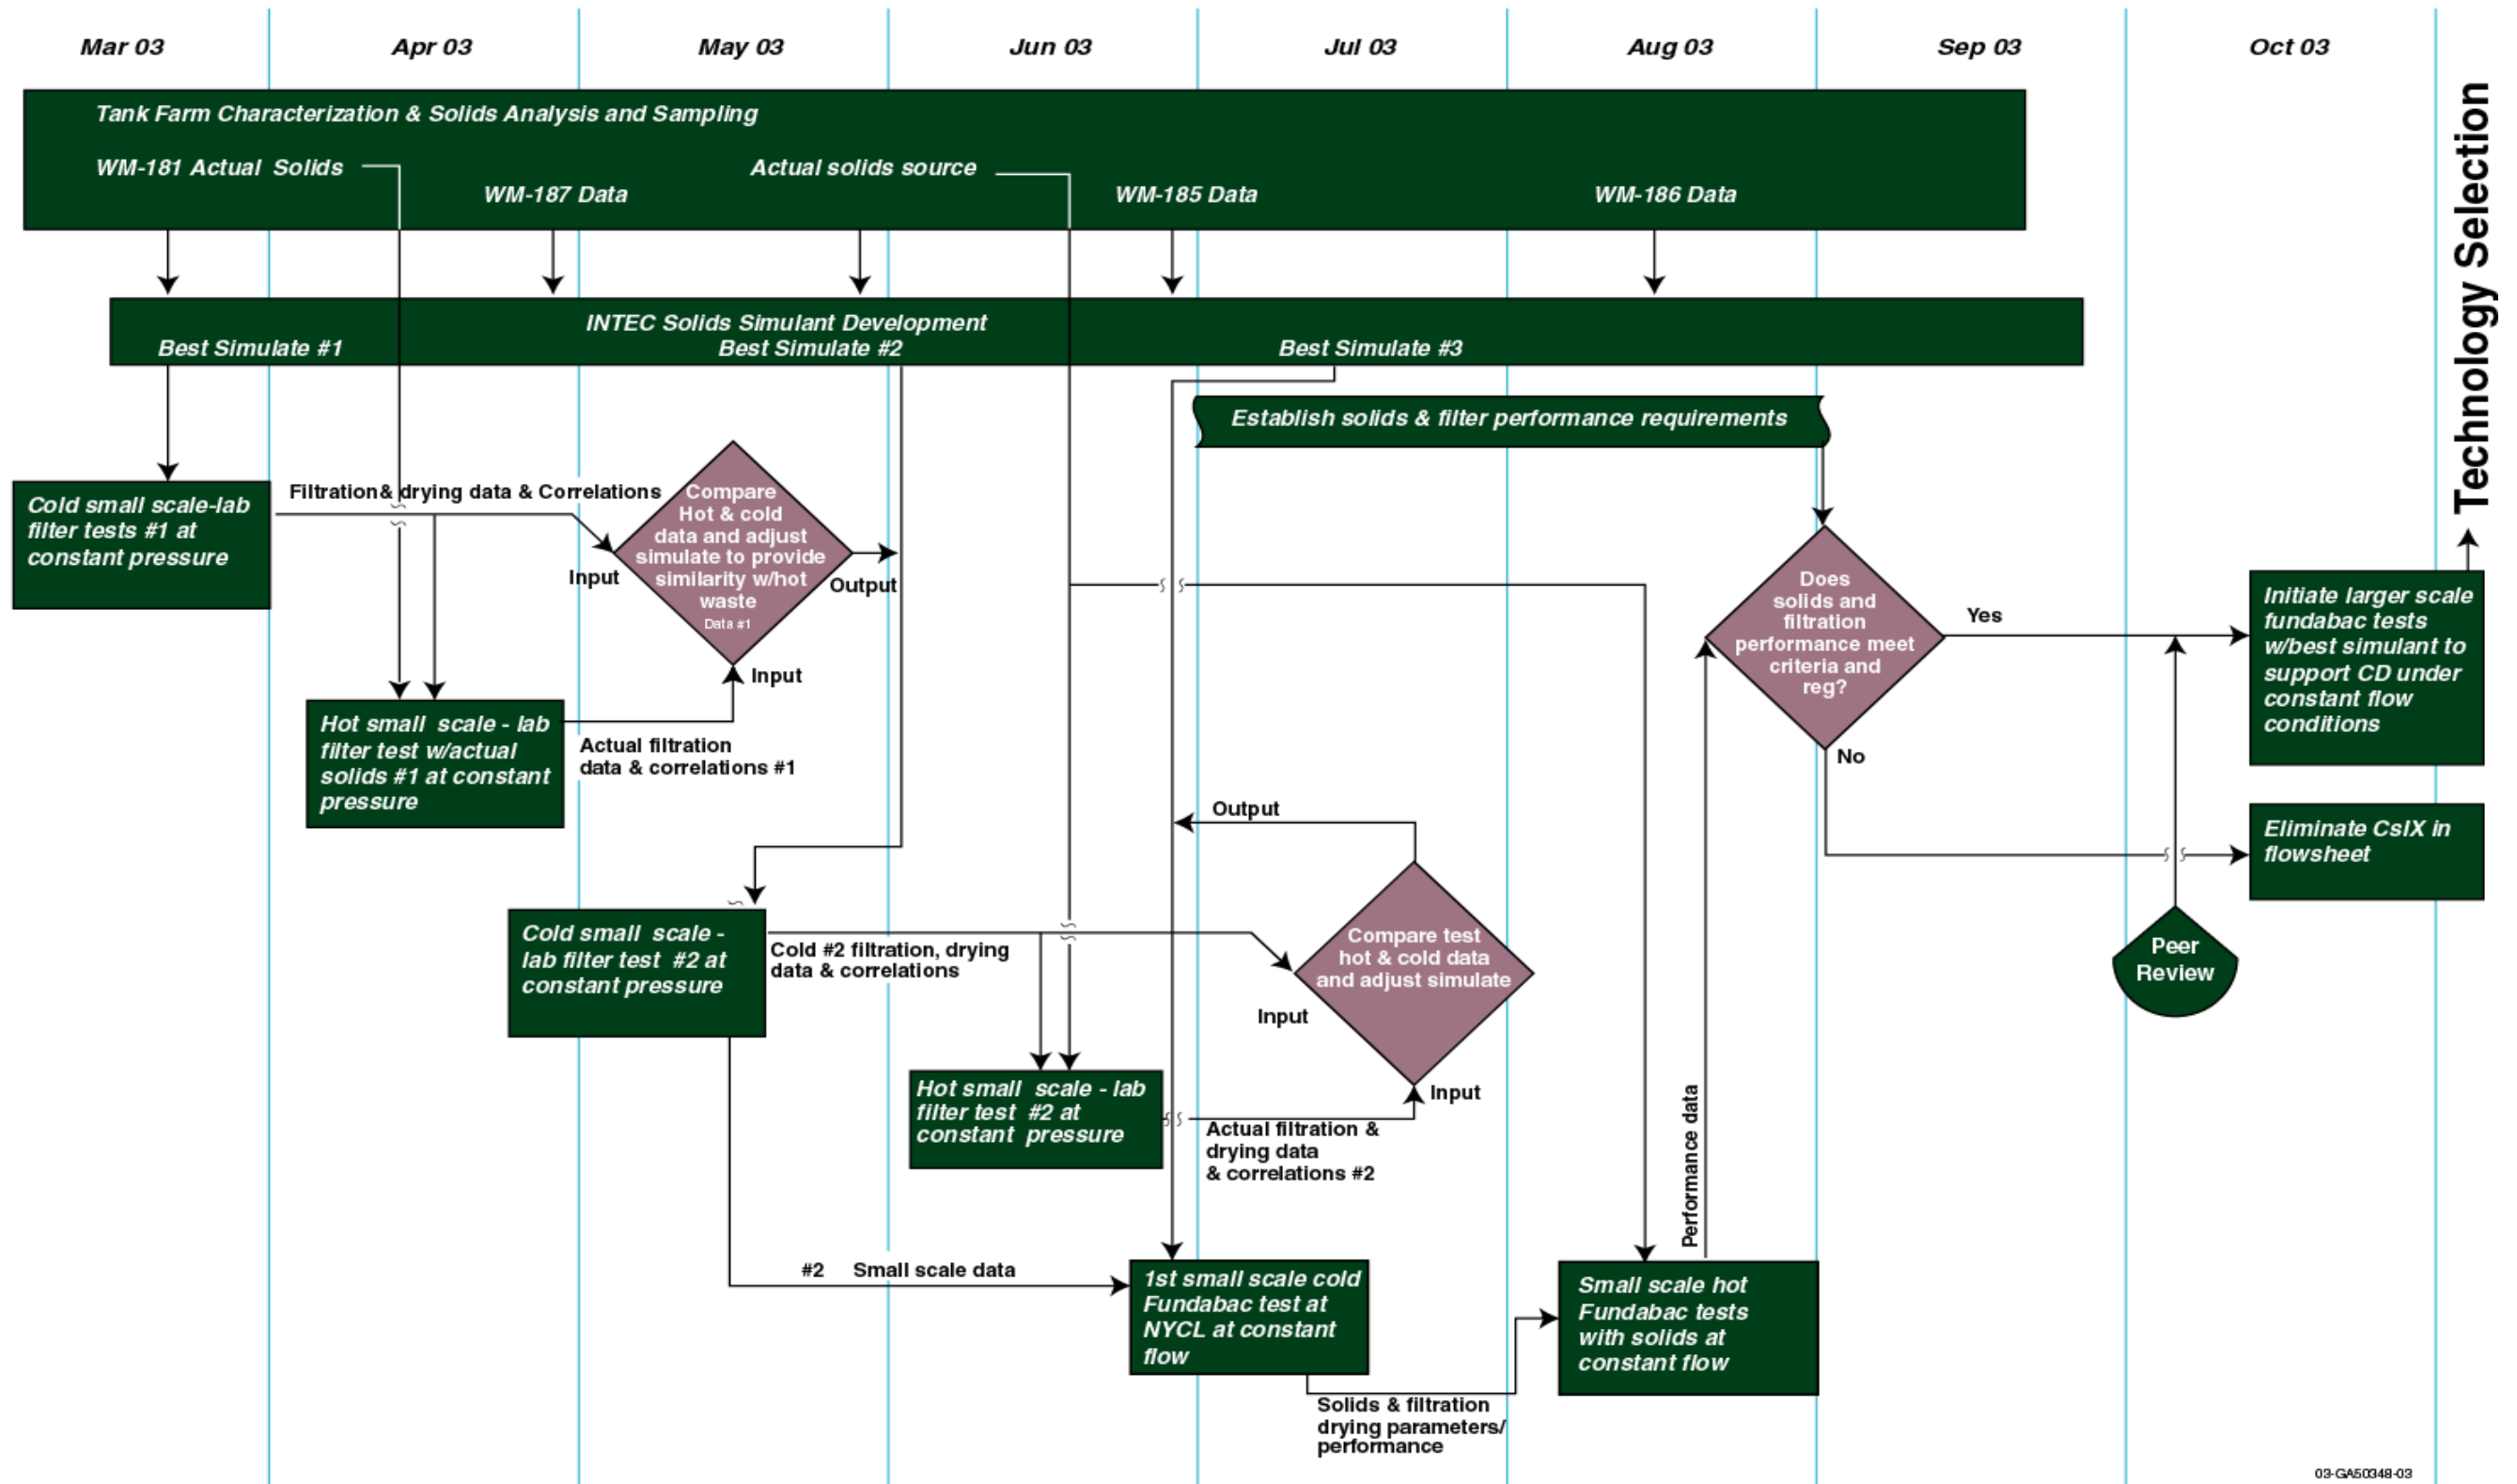 Mar 03
Apr 03
May 03
Jun 03
Jul 03
Aug 03
Sep 03
Oct 03
Tank Farm Characterization & Solids Analysis and Sampling
WM-181 Actual Solids
WM-187 Data
Actual solids source
WM-185 Data
WM-186 Data
INTEC Solids Simulant Development
Best Simulate #1
Best Simulate #2
Best Simulate #3
Establish solids & filter performance requirements
Technology Selection
Cold small scale-lab
filter tests #1 at
constant pressure
Filtration& drying data & Correlations
Input
Compare
Hot & cold
data and adjust
simulate to provide
similarity w/hot
waste
Data #1
Output
Input
Hot small scale - lab
filter test w/actual
solids #1 at constant
pressure
Actual filtration
data & correlations #1
Does
solids and
filtration
performance meet
criteria and
reg?
Yes
No
Initiate larger scale
fundabac tests
w/best simulant to
support CD under
constant flow
conditions
Eliminate CsIX in
flowsheet
Peer
Review
Output
Cold small scale -
lab filter test #2 at
constant pressure
Cold #2 filtration, drying
data & correlations
Compare test
hot & cold data
and adjust simulate
Input
Input
Hot small scale - lab
filter test #2 at
constant pressure
Actual filtration &
drying data
& correlations #2
Performance data
#2 Small scale data
1st small scale cold
Fundabac test at
NYCL at constant
flow
Solids & filtration
drying parameters/
performance
Small scale hot
Fundabac tests
with solids at
constant flow
03-GA50348-03